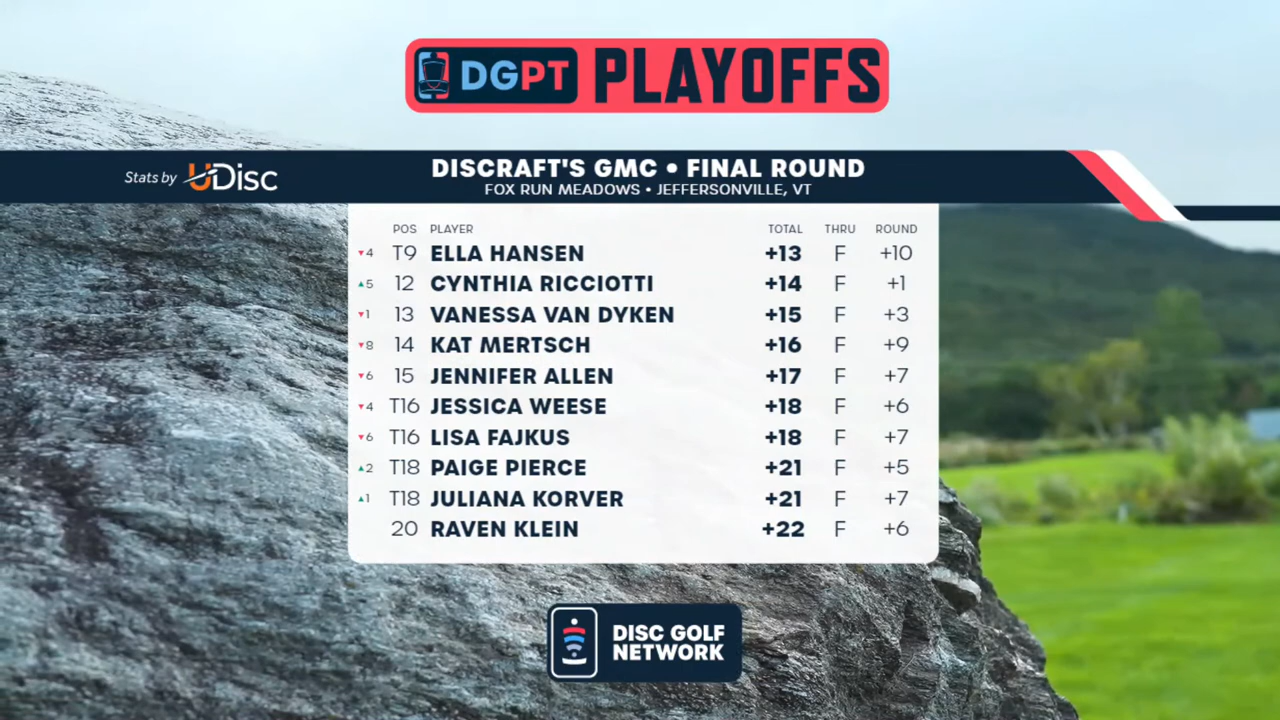 DGPT PLAYOFFS
Stats by UDisc
DISCRAFT'S GMC • FINAL ROUND
FOX RUN MEADOWS • JEFFERSONVILLE, VT
POS PLAYER TOTAL THRU ROUND
▼4 T9 ELLA HANSEN +13 F +10
▲5 12 CYNTHIA RICCIOTTI +14 F +1
▼1 13 VANESSA VAN DYKEN +15 F +3
▼8 14 KAT MERTSCH +16 F +9
▼6 15 JENNIFER ALLEN +17 F +7
▼4 T16 JESSICA WEESE +18 F +6
▼6 T16 LISA FAJKUS +18 F +7
▲2 T18 PAIGE PIERCE +21 F +5
▲1 T18 JULIANA KORVER +21 F +7
20 RAVEN KLEIN +22 F +6
DISC GOLF
NETWORK